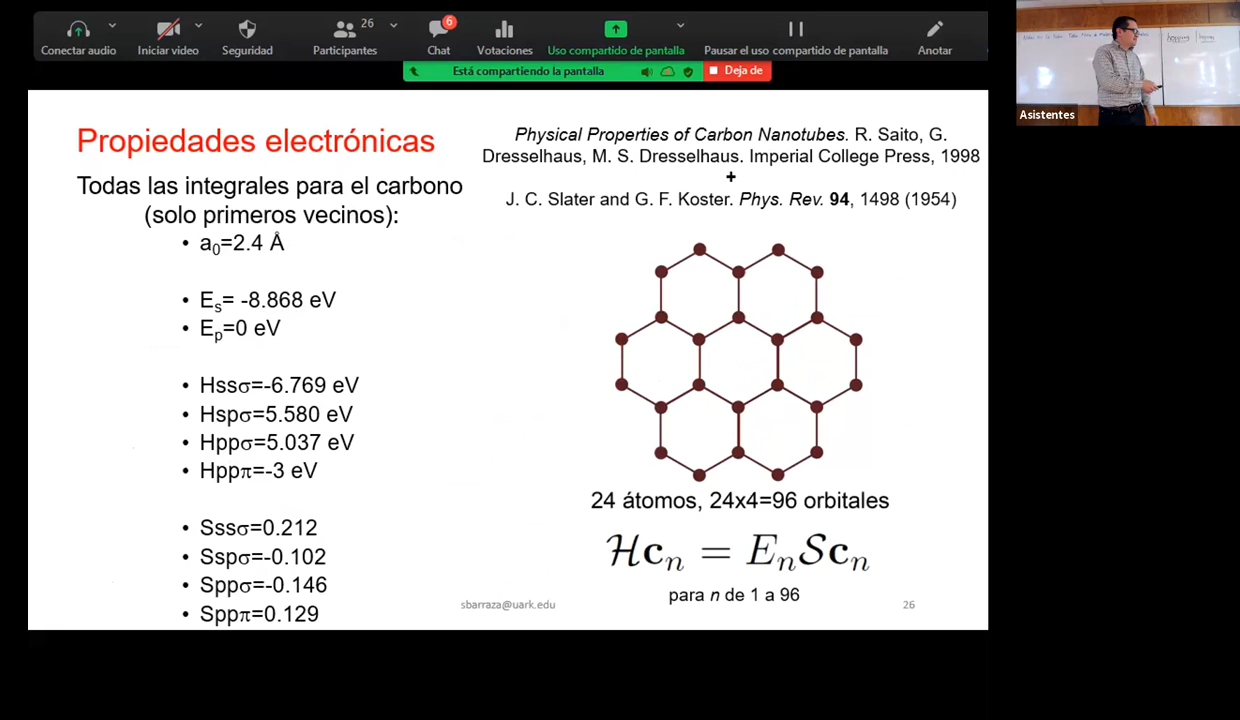 Conectar audio
Iniciar video
Seguridad
Participantes
26
Chat
6
Votaciones
Uso compartido de pantalla
Pausar el uso compartido de pantalla
Anotar
Está compartiendo la pantalla
Deja de
Asistentes
hopping
Propiedades electrónicas
Todas las integrales para el carbono
(solo primeros vecinos):
• a₀=2.4 Å
• Eₛ= -8.868 eV
• Eₚ=0 eV
• Hssσ=-6.769 eV
• Hspσ=5.580 eV
• Hppσ=5.037 eV
• Hppπ=-3 eV
• Sssσ=0.212
• Sspσ=-0.102
• Sppσ=-0.146
• Sppπ=0.129
Physical Properties of Carbon Nanotubes. R. Saito, G.
Dresselhaus, M. S. Dresselhaus. Imperial College Press, 1998
+
J. C. Slater and G. F. Koster. Phys. Rev. 94, 1498 (1954)
24 átomos, 24x4=96 orbitales
ℋcₙ = Eₙ𝒮cₙ
para n de 1 a 96
sbarraza@uark.edu
26